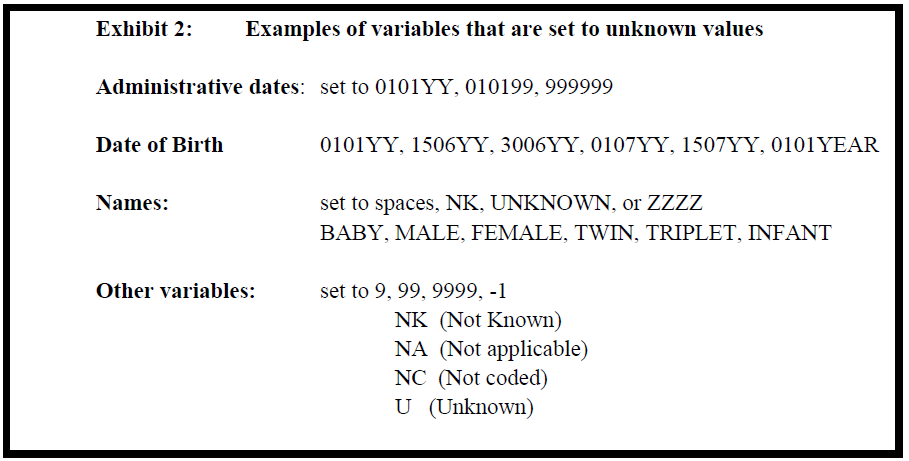 Exhibit 2: Examples of variables that are set to unknown values
Administrative dates: set to 0101YY, 010199, 999999
Date of Birth 0101YY, 1506YY, 3006YY, 0107YY, 1507YY, 0101YEAR
Names: set to spaces, NK, UNKNOWN, or ZZZZ
BABY, MALE, FEMALE, TWIN, TRIPLET, INFANT
Other variables: set to 9, 99, 9999, -1
NK (Not Known)
NA (Not applicable)
NC (Not coded)
U (Unknown)